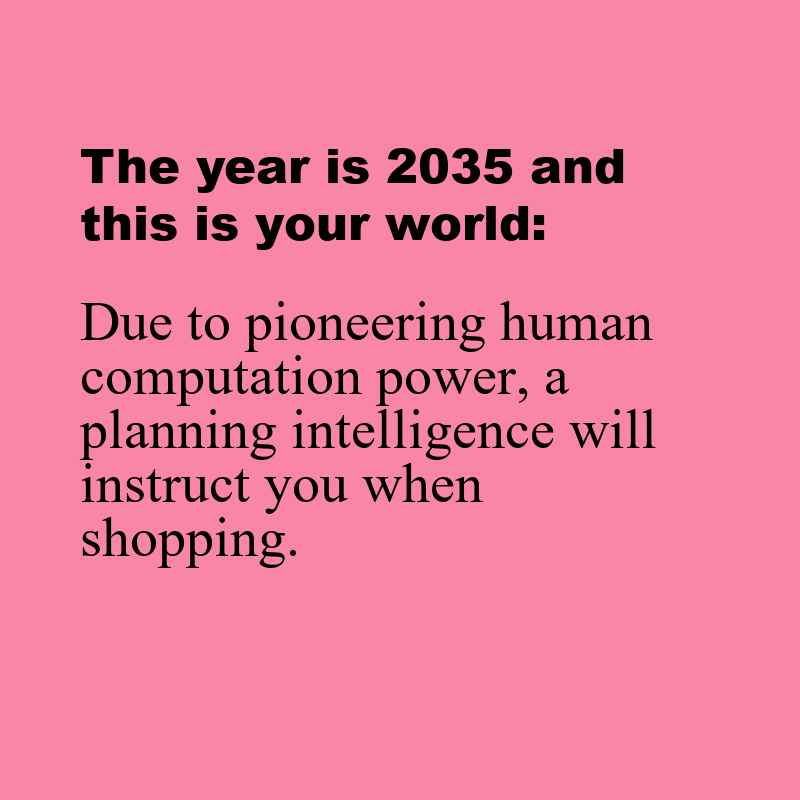 The year is 2035 and
this is your world:
Due to pioneering human
computation power, a
planning intelligence will
instruct you when
shopping.